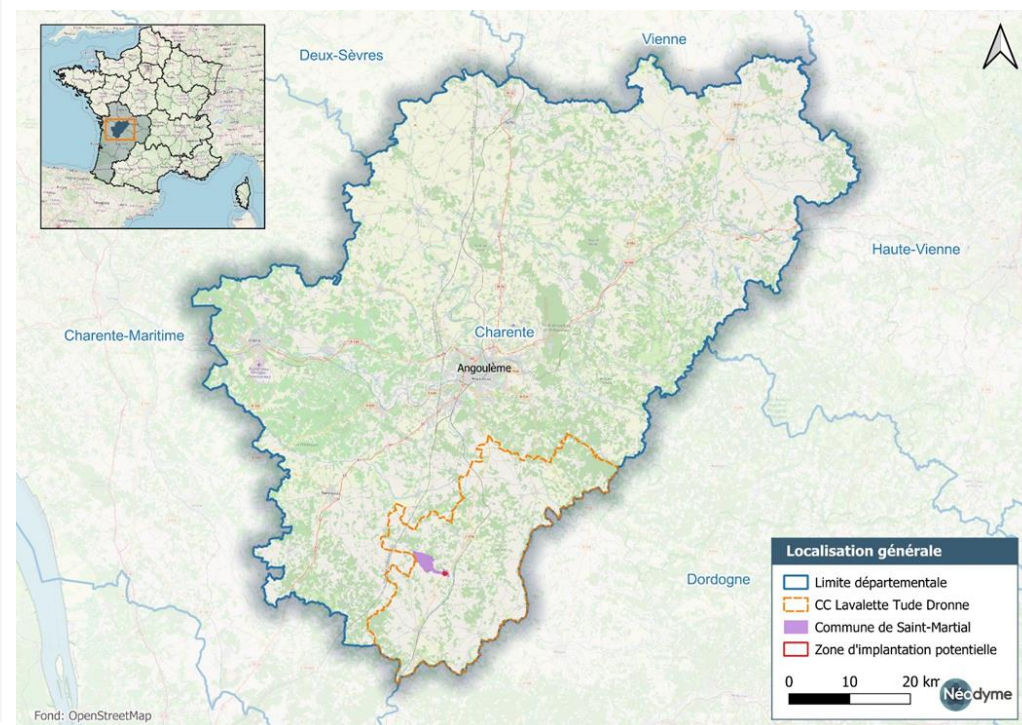 Deux-Sèvres
Vienne
Haute-Vienne
Charente-Maritime
Charente
Angoulême
Dordogne
Localisation générale
Limite départementale
CC Lavalette Tude Dronne
Commune de Saint-Martial
Zone d'implantation potentielle
0 10 20 km
Néodyme
Fond: OpenStreetMap